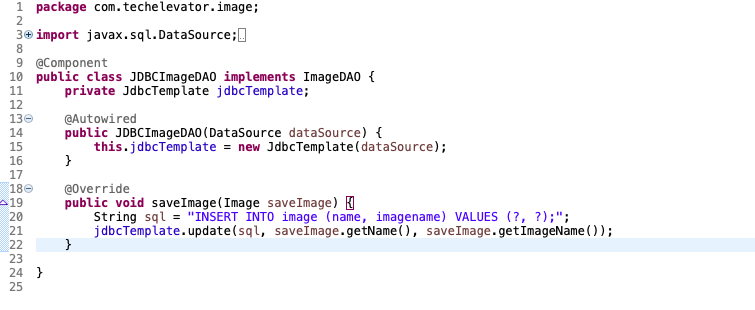 1 package com.techelevator.image;
2
3 import javax.sql.DataSource;
8
9 @Component
10 public class JDBCImageDAO implements ImageDAO {
11 private JdbcTemplate jdbcTemplate;
12
13 @Autowired
14 public JDBCImageDAO(DataSource dataSource) {
15 this.jdbcTemplate = new JdbcTemplate(dataSource);
16 }
17
18 @Override
19 public void saveImage(Image saveImage) {
20 String sql = "INSERT INTO image (name, imagename) VALUES (?, ?);";
21 jdbcTemplate.update(sql, saveImage.getName(), saveImage.getImageName());
22 }
23
24 }
25